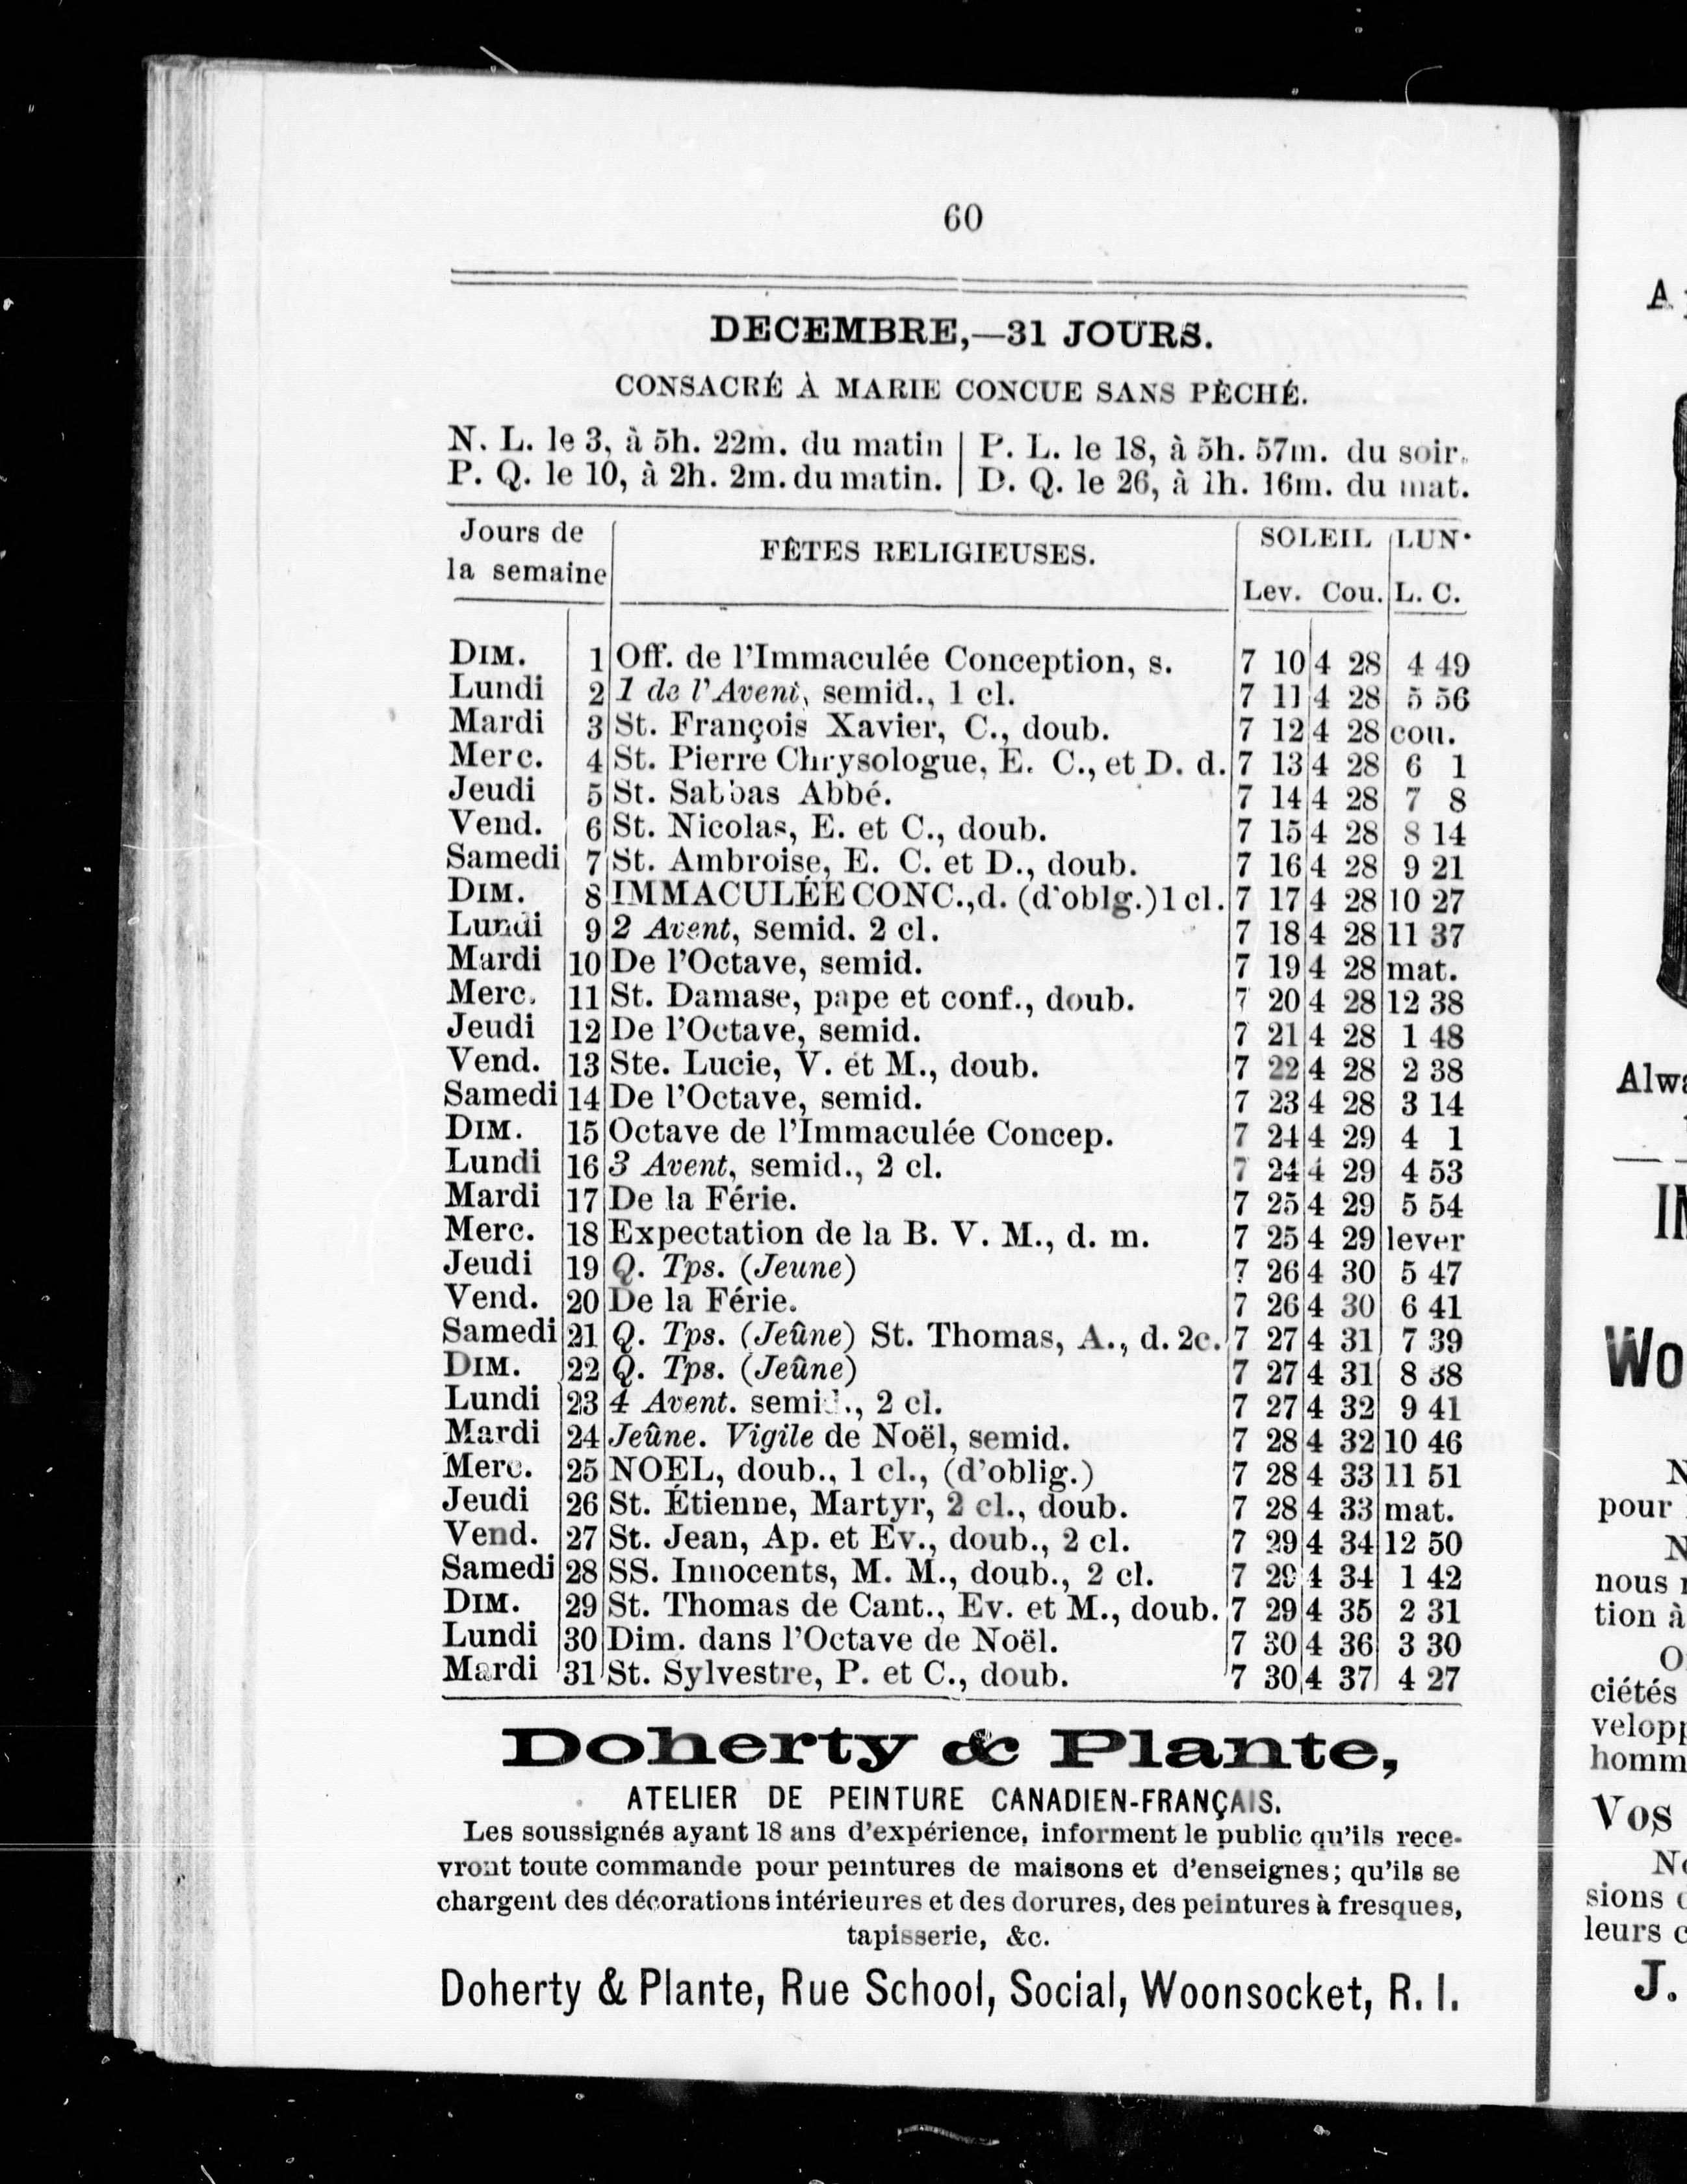 60
DECEMBRE,—31 JOURS.
CONSACRÉ À MARIE CONCUE SANS PÈCHÉ.
N. L. le 3, à 5h. 22m. du matin | P. L. le 18, à 5h. 57m. du soir.
P. Q. le 10, à 2h. 2m. du matin. | D. Q. le 26, à 1h. 16m. du mat.
Jours de la semaine FÊTES RELIGIEUSES. SOLEIL LUN.
Lev. Cou. L. C.
DIM. 1 Off. de l'Immaculée Conception, s. 7 10 4 28 4 49
Lundi 2 1 de l'Avent, semid., 1 cl. 7 11 4 28 5 56
Mardi 3 St. François Xavier, C., doub. 7 12 4 28 cou.
Merc. 4 St. Pierre Chrysologue, E. C., et D. d. 7 13 4 28 6 1
Jeudi 5 St. Sabbas Abbé. 7 14 4 28 7 8
Vend. 6 St. Nicolas, E. et C., doub. 7 15 4 28 8 14
Samedi 7 St. Ambroise, E. C. et D., doub. 7 16 4 28 9 21
DIM. 8 IMMACULÉE CONC., d. (d'oblg.) 1 cl. 7 17 4 28 10 27
Lundi 9 2 Avent, semid. 2 cl. 7 18 4 28 11 37
Mardi 10 De l'Octave, semid. 7 19 4 28 mat.
Merc. 11 St. Damase, pape et conf., doub. 7 20 4 28 12 38
Jeudi 12 De l'Octave, semid. 7 21 4 28 1 48
Vend. 13 Ste. Lucie, V. et M., doub. 7 22 4 28 2 38
Samedi 14 De l'Octave, semid. 7 23 4 28 3 14
DIM. 15 Octave de l'Immaculée Concep. 7 24 4 29 4 1
Lundi 16 3 Avent, semid., 2 cl. 7 24 4 29 4 53
Mardi 17 De la Férie. 7 25 4 29 5 54
Merc. 18 Expectation de la B. V. M., d. m. 7 25 4 29 lever
Jeudi 19 Q. Tps. (Jeune) 7 26 4 30 5 47
Vend. 20 De la Férie. 7 26 4 30 6 41
Samedi 21 Q. Tps. (Jeûne) St. Thomas, A., d. 2c. 7 27 4 31 7 39
DIM. 22 Q. Tps. (Jeûne) 7 27 4 31 8 38
Lundi 23 4 Avent. semid., 2 cl. 7 27 4 32 9 41
Mardi 24 Jeûne. Vigile de Noël, semid. 7 28 4 32 10 46
Merc. 25 NOEL, doub., 1 cl., (d'oblig.) 7 28 4 33 11 51
Jeudi 26 St. Étienne, Martyr, 2 cl., doub. 7 28 4 33 mat.
Vend. 27 St. Jean, Ap. et Ev., doub., 2 cl. 7 29 4 34 12 50
Samedi 28 SS. Innocents, M. M., doub., 2 cl. 7 29 4 34 1 42
DIM. 29 St. Thomas de Cant., Ev. et M., doub. 7 29 4 35 2 31
Lundi 30 Dim. dans l'Octave de Noël. 7 30 4 36 3 30
Mardi 31 St. Sylvestre, P. et C., doub. 7 30 4 37 4 27
Doherty & Plante,
ATELIER DE PEINTURE CANADIEN-FRANÇAIS.
Les soussignés ayant 18 ans d'expérience, informent le public qu'ils rece-
vront toute commande pour peintures de maisons et d'enseignes; qu'ils se
chargent des décorations intérieures et des dorures, des peintures à fresques,
tapisserie, &c.
Doherty & Plante, Rue School, Social, Woonsocket, R. I.
A
pour
nous
tion à
ciétés
Vos
sions
leurs
J.